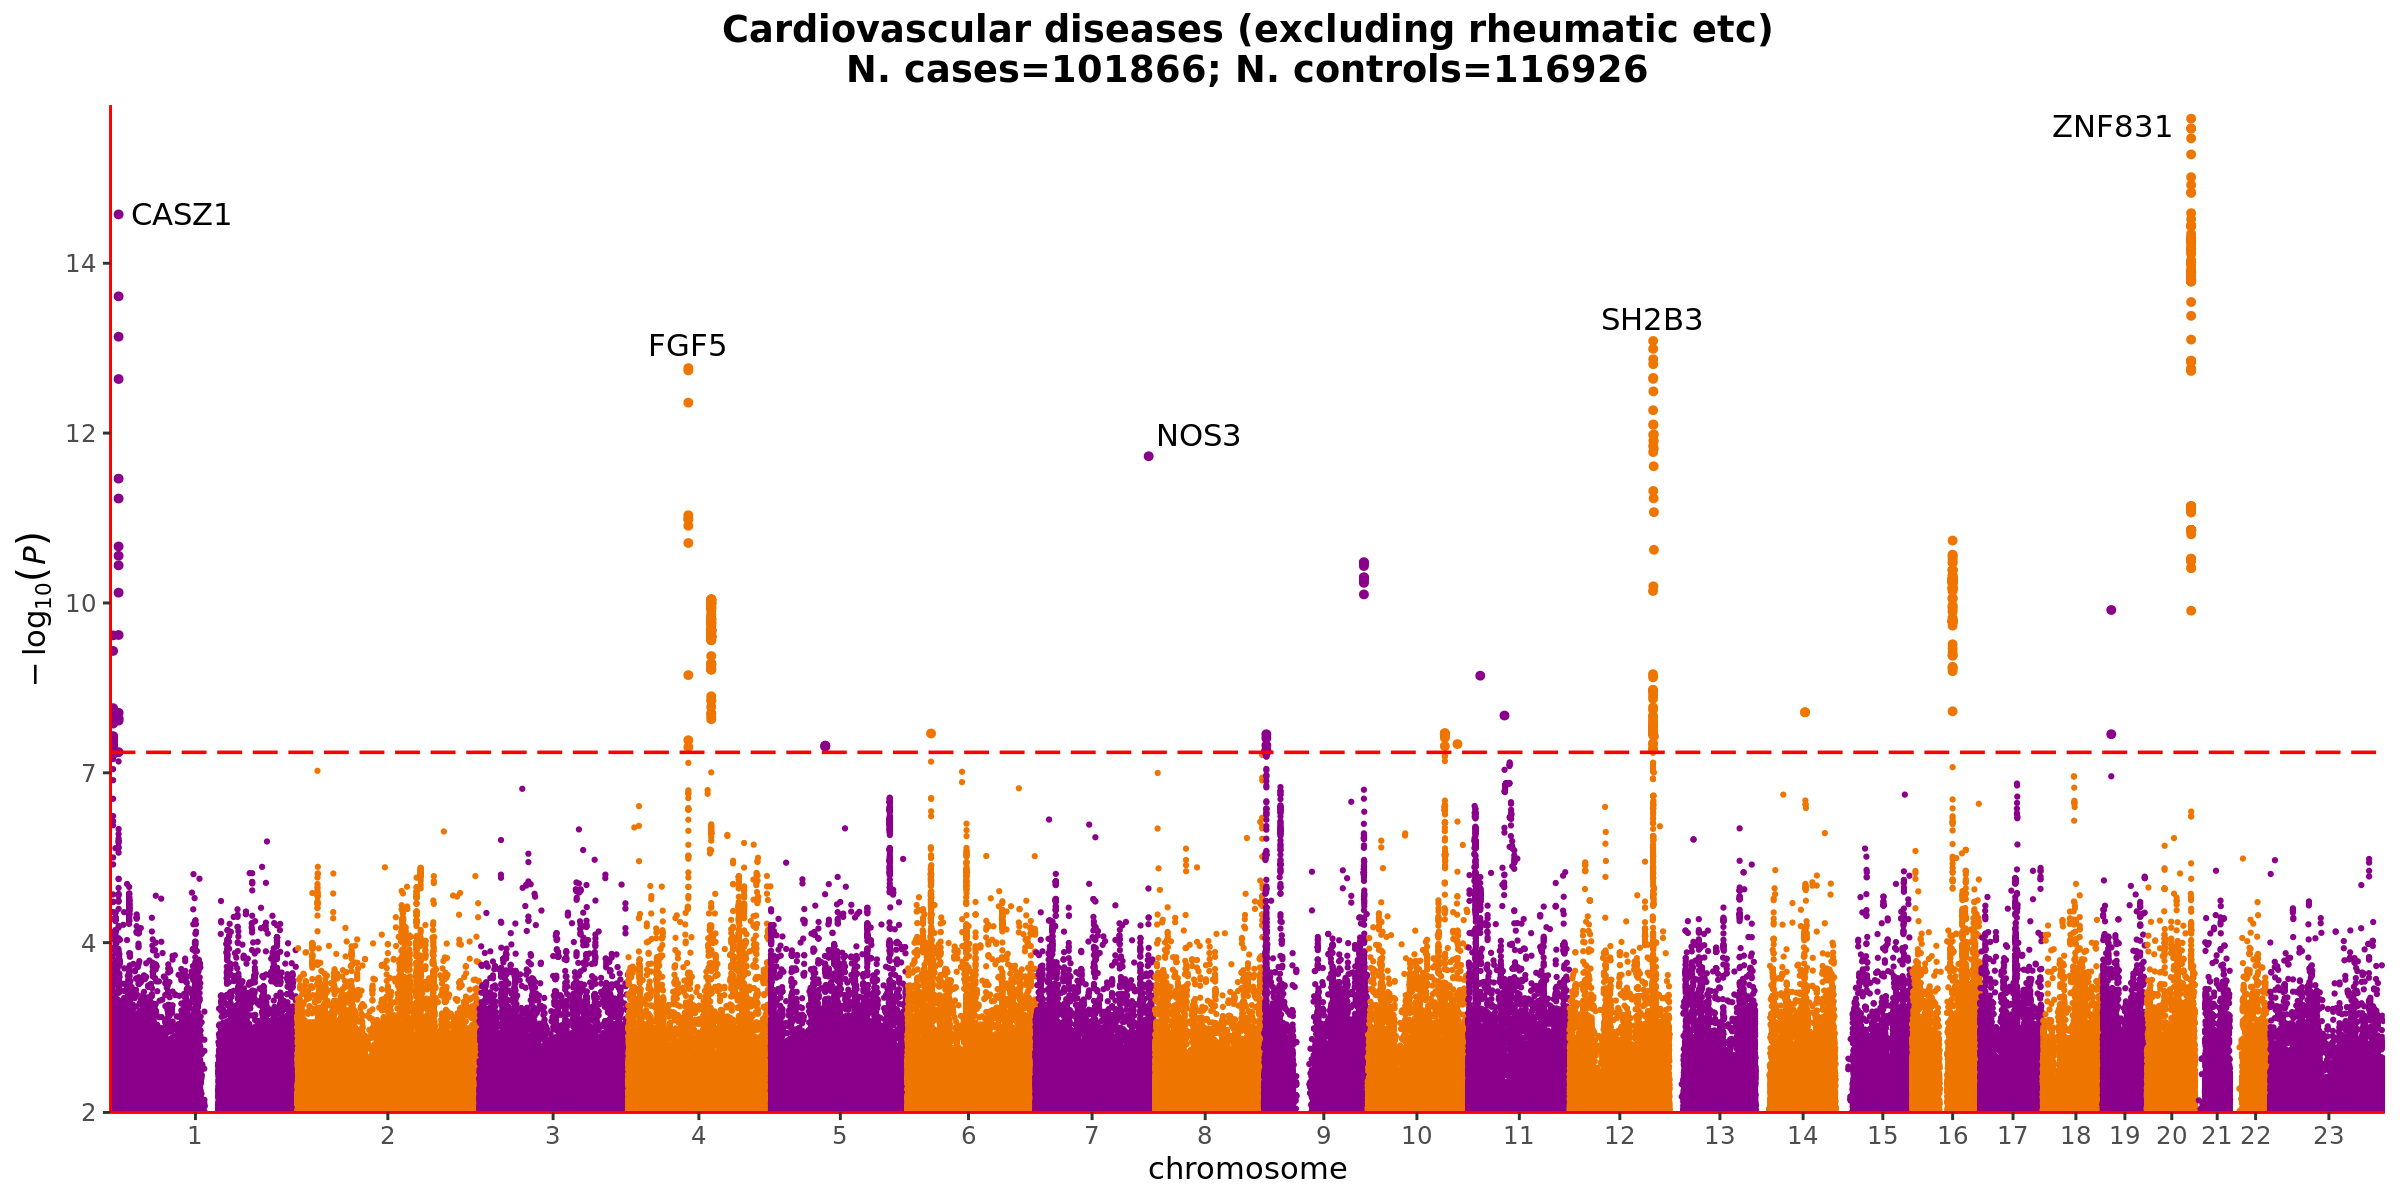 Cardiovascular diseases (excluding rheumatic etc)
N. cases=101866; N. controls=116926
ZNF831
CASZ1
SH2B3
FGF5
NOS3
14
12
10
7
4
2
−log10(P)
1 2 3 4 5 6 7 8 9 10 11 12 13 14 15 16 17 18 19 20 21 22 23
chromosome